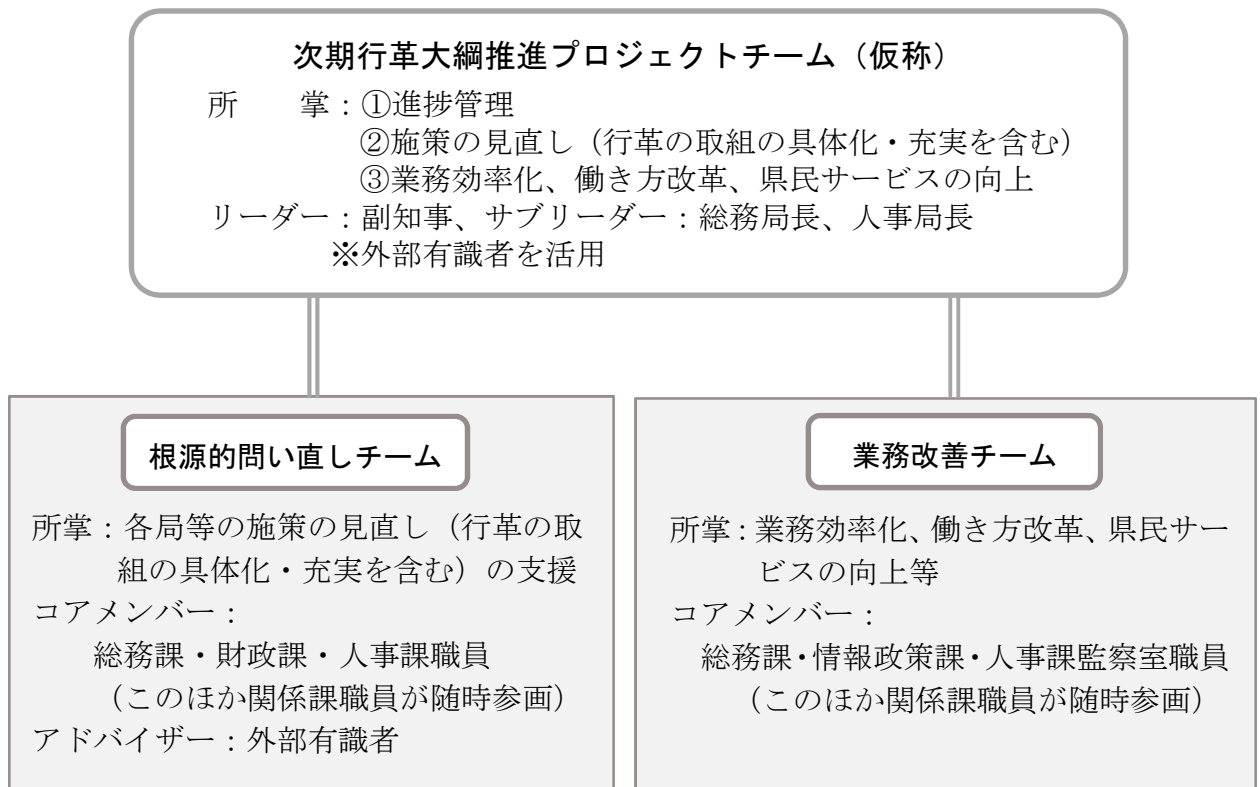 次期行革大綱推進プロジェクトチーム（仮称）
所　　掌：①進捗管理
②施策の見直し（行革の取組の具体化・充実を含む）
③業務効率化、働き方改革、県民サービスの向上
リーダー：副知事、サブリーダー：総務局長、人事局長
※外部有識者を活用
根源的問い直しチーム
所掌：各局等の施策の見直し（行革の取
組の具体化・充実を含む）の支援
コアメンバー：
総務課・財政課・人事課職員
（このほか関係課職員が随時参画）
アドバイザー：外部有識者
業務改善チーム
所掌：業務効率化、働き方改革、県民サー
ビスの向上等
コアメンバー：
総務課・情報政策課・人事課監察室職員
（このほか関係課職員が随時参画）